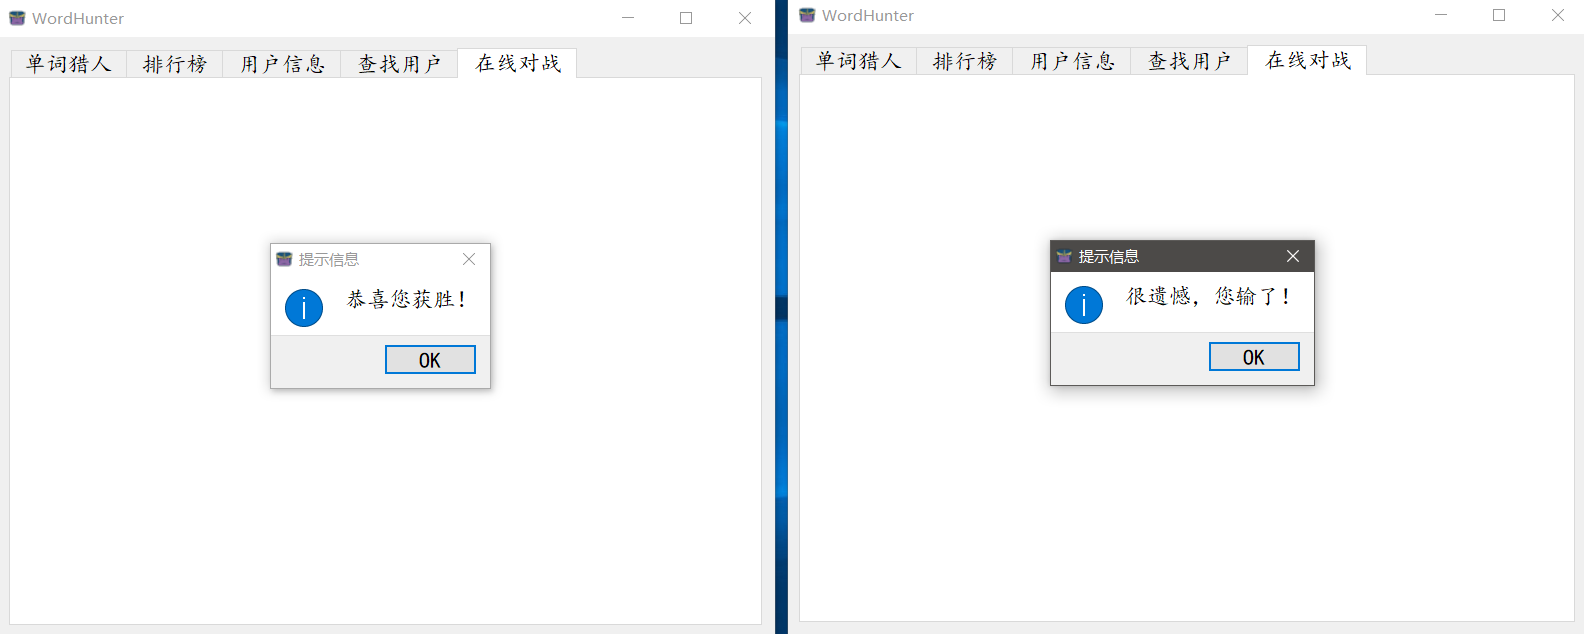 WordHunter
单词猎人 排行榜 用户信息 查找用户 在线对战
提示信息
恭喜您获胜!
OK
WordHunter
单词猎人 排行榜 用户信息 查找用户 在线对战
提示信息
很遗憾，您输了!
OK